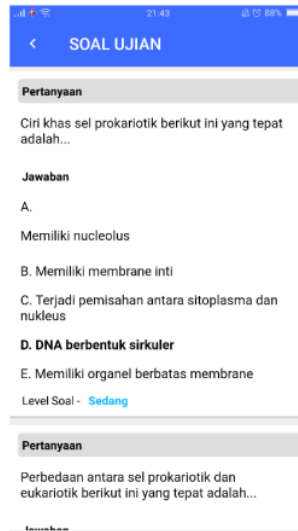 21:43
88%
SOAL UJIAN
Pertanyaan
Ciri khas sel prokariotik berikut ini yang tepat
adalah...
Jawaban
A.
Memiliki nucleolus
B. Memiliki membrane inti
C. Terjadi pemisahan antara sitoplasma dan
nukleus
D. DNA berbentuk sirkuler
E. Memiliki organel berbatas membrane
Level Soal - Sedang
Pertanyaan
Perbedaan antara sel prokariotik dan
eukariotik berikut ini yang tepat adalah...
Jawaban